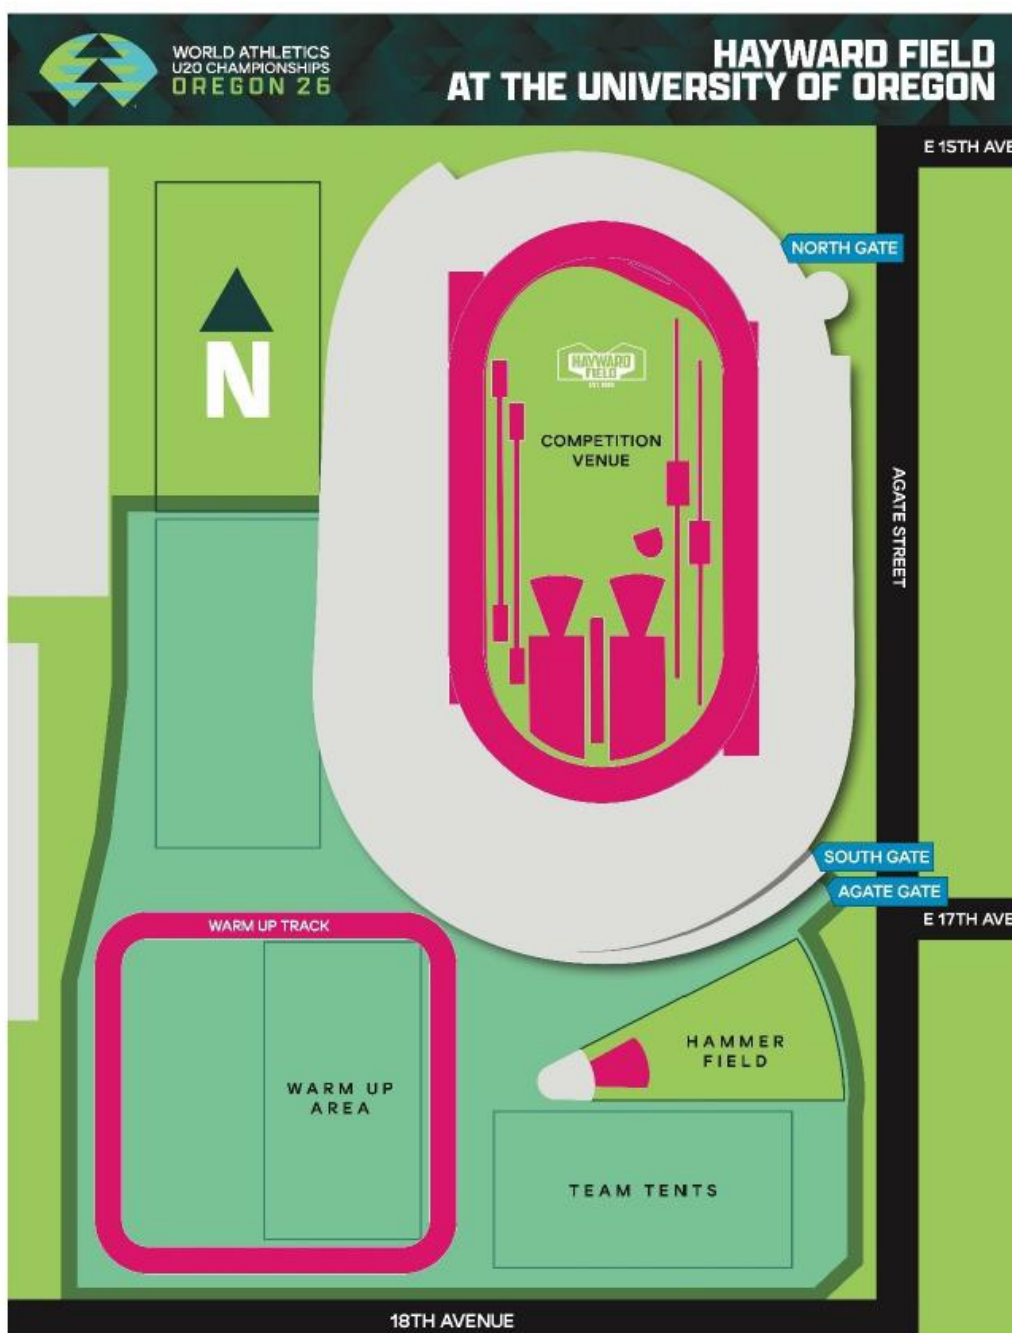 WORLD ATHLETICS
U20 CHAMPIONSHIPS
OREGON 26
HAYWARD FIELD
AT THE UNIVERSITY OF OREGON
E 15TH AVE
NORTH GATE
N
HAYWARD
FIELD
COMPETITION
VENUE
AGATE STREET
SOUTH GATE
AGATE GATE
E 17TH AVE
WARM UP TRACK
HAMMER
FIELD
WARM UP
AREA
TEAM TENTS
18TH AVENUE